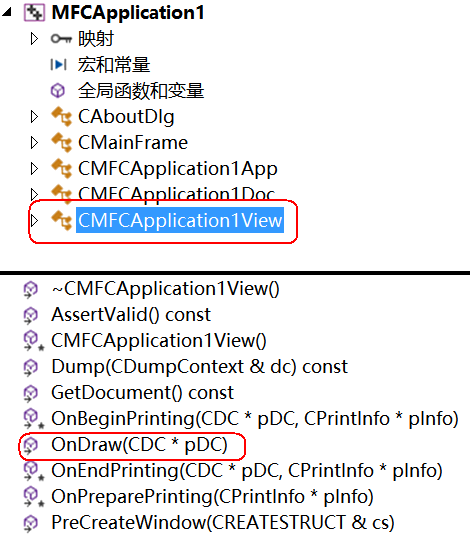 MFCApplication1
映射
宏和常量
全局函数和变量
CAboutDlg
CMainFrame
CMFCApplication1App
CMFCApplication1Doc
CMFCApplication1View
~CMFCApplication1View()
AssertValid() const
CMFCApplication1View()
Dump(CDumpContext & dc) const
GetDocument() const
OnBeginPrinting(CDC * pDC, CPrintInfo * pInfo)
OnDraw(CDC * pDC)
OnEndPrinting(CDC * pDC, CPrintInfo * pInfo)
OnPreparePrinting(CPrintInfo * pInfo)
PreCreateWindow(CREATESTRUCT & cs)